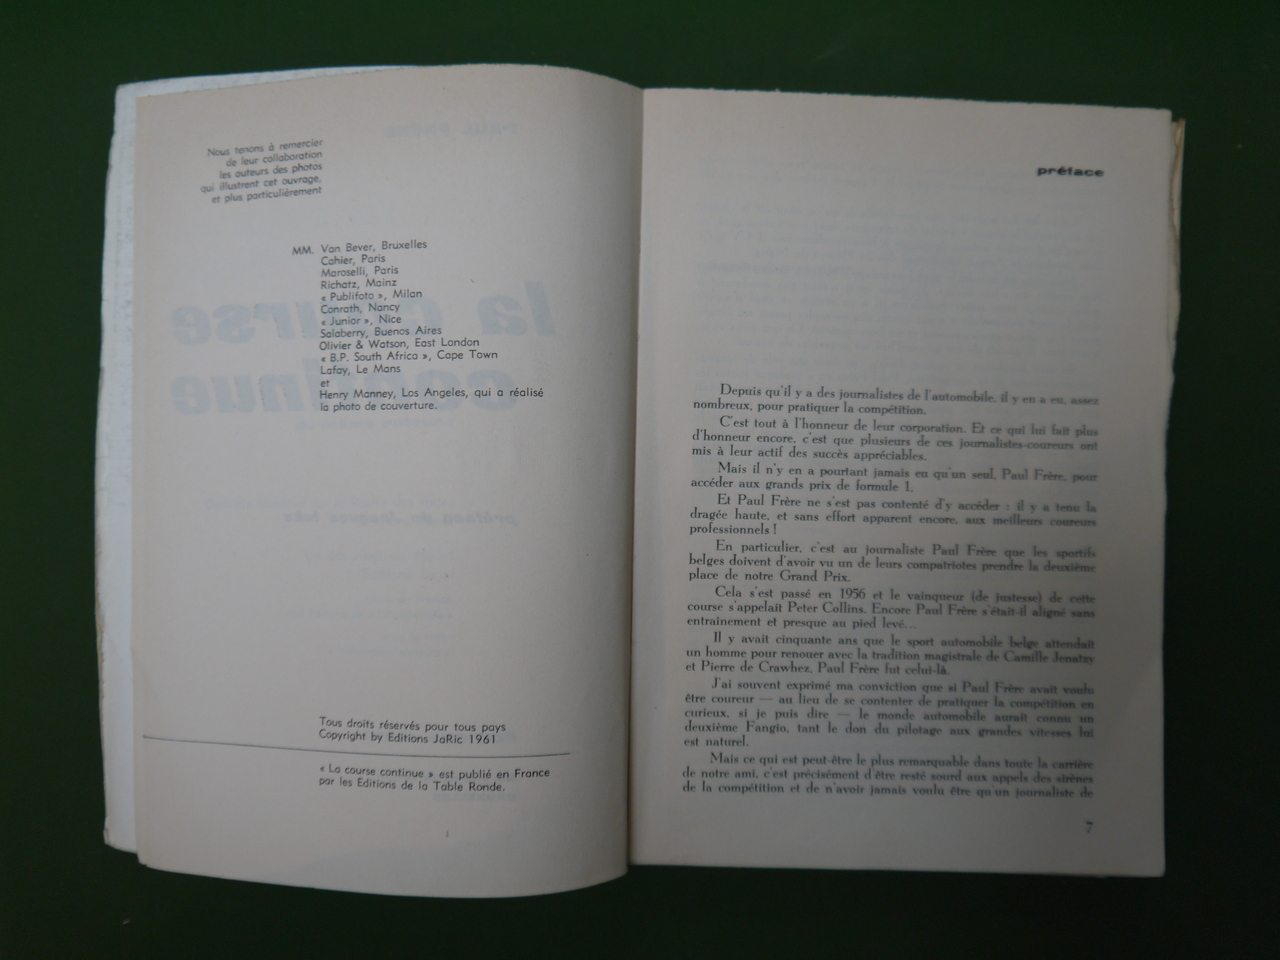 Nous tenons à remercier
de leur collaboration
les auteurs des photos
qui illustrent cet ouvrage,
et plus particulièrement
MM. Van Bever, Bruxelles
Cahier, Paris
Maroselli, Paris
Richatz, Mainz
« Publifoto », Milan
Conrath, Nancy
« Junior », Nice
Salaberry, Buenos Aires
Olivier & Watson, East London
« B.P. South Africa », Cape Town
Lafay, Le Mans
et
Henry Manney, Los Angeles, qui a réalisé
la photo de couverture.
Tous droits réservés pour tous pays
Copyright by Editions JaRic 1961
« La course continue » est publié en France
par les Editions de la Table Ronde.
préface
Depuis qu'il y a des journalistes de l'automobile, il y en a eu, assez
nombreux, pour pratiquer la compétition.
C'est tout à l'honneur de leur corporation. Et ce qui lui fait plus
d'honneur encore, c'est que plusieurs de ces journalistes-coureurs ont
mis à leur actif des succès appréciables.
Mais il n'y en a pourtant jamais eu qu'un seul, Paul Frère, pour
accéder aux grands prix de formule 1.
Et Paul Frère ne s'est pas contenté d'y accéder : il y a tenu la
dragée haute, et sans effort apparent encore, aux meilleurs coureurs
professionnels !
En particulier, c'est au journaliste Paul Frère que les sportifs
belges doivent d'avoir vu un de leurs compatriotes prendre la deuxième
place de notre Grand Prix.
Cela s'est passé en 1956 et le vainqueur (de justesse) de cette
course s'appelait Peter Collins. Encore Paul Frère s'était-il aligné sans
entraînement et presque au pied levé...
Il y avait cinquante ans que le sport automobile belge attendait
un homme pour renouer avec la tradition magistrale de Camille Jenatzy
et Pierre de Crawhez. Paul Frère fut celui-là.
J'ai souvent exprimé ma conviction que si Paul Frère avait voulu
être coureur — au lieu de se contenter de pratiquer la compétition en
curieux, si je puis dire — le monde automobile aurait connu un
deuxième Fangio, tant le don du pilotage aux grandes vitesses lui
est naturel.
Mais ce qui est peut-être le plus remarquable dans toute la carrière
de notre ami, c'est précisément d'être resté sourd aux appels des sirènes
de la compétition et de n'avoir jamais voulu être qu'un journaliste de
7